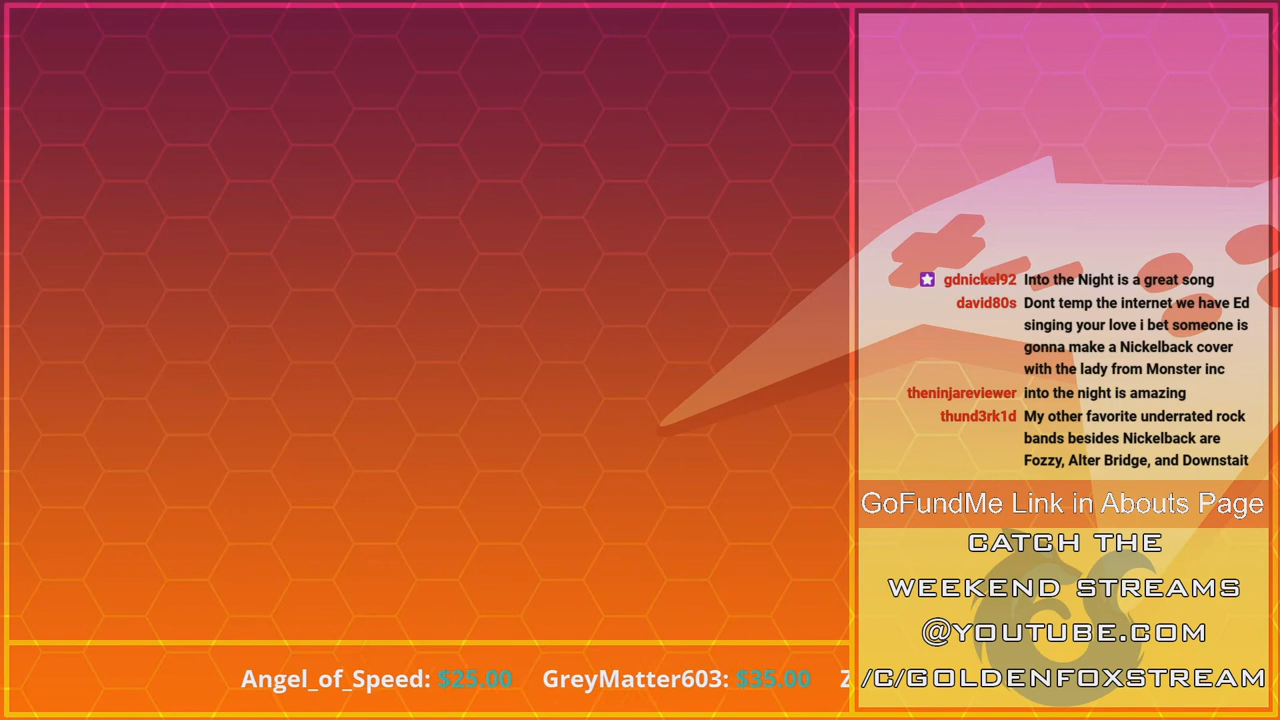 gdnickel92 Into the Night is a great song
david80s Dont temp the internet we have Ed
singing your love i bet someone is
gonna make a Nickelback cover
with the lady from Monster inc
theninjareviewer into the night is amazing
thund3rk1d My other favorite underrated rock
bands besides Nickelback are
Fozzy, Alter Bridge, and Downstait
GoFundMe Link in Abouts Page
CATCH THE
WEEKEND STREAMS
@YOUTUBE.COM
/C/GOLDENFOXSTREAM
Angel_of_Speed: $25.00 GreyMatter603: $35.00 Z